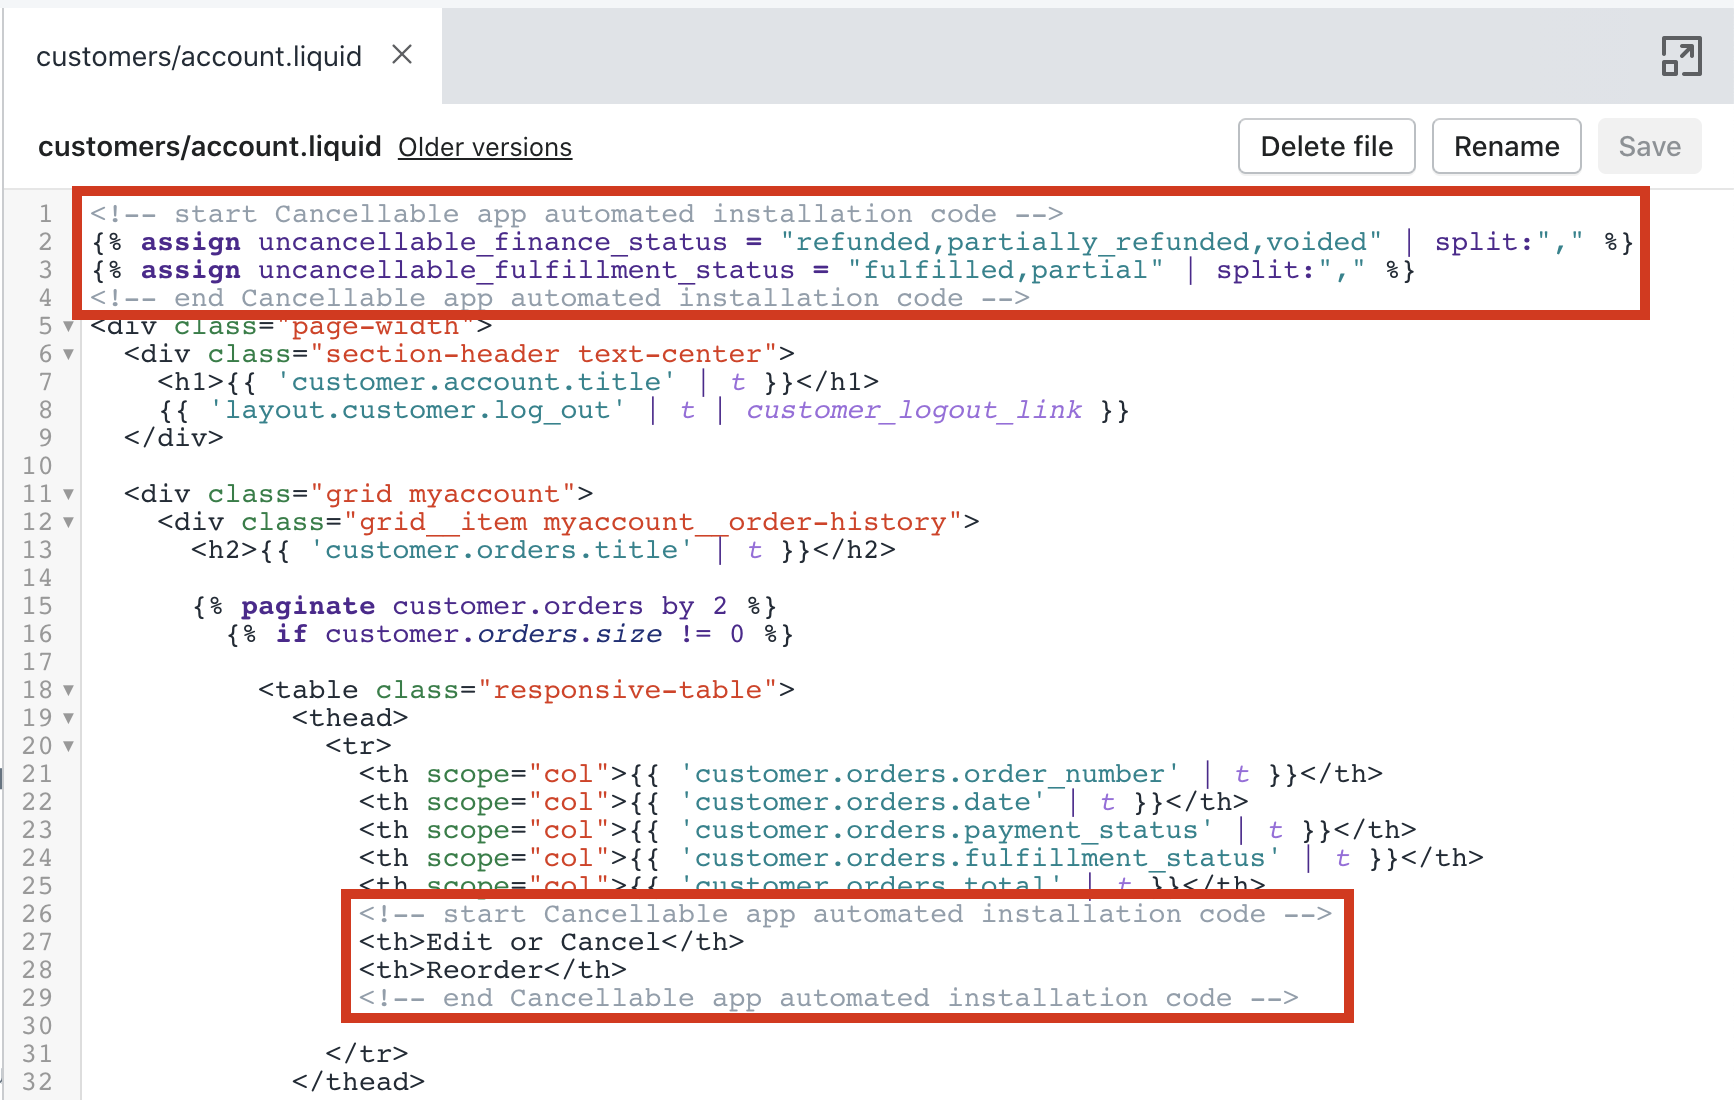 customers/account.liquid
customers/account.liquid Older versions Delete file Rename Save
1 <!-- start Cancellable app automated installation code -->
2 {% assign uncancellable_finance_status = "refunded,partially_refunded,voided" | split:"," %}
3 {% assign uncancellable_fulfillment_status = "fulfilled,partial" | split:"," %}
4 <!-- end Cancellable app automated installation code -->
5 <div class="page-width">
6 <div class="section-header text-center">
7 <h1>{{ 'customer.account.title' | t }}</h1>
8 {{ 'layout.customer.log_out' | t | customer_logout_link }}
9 </div>
10
11 <div class="grid myaccount">
12 <div class="grid__item myaccount__order-history">
13 <h2>{{ 'customer.orders.title' | t }}</h2>
14
15 {% paginate customer.orders by 2 %}
16 {% if customer.orders.size != 0 %}
17
18 <table class="responsive-table">
19 <thead>
20 <tr>
21 <th scope="col">{{ 'customer.orders.order_number' | t }}</th>
22 <th scope="col">{{ 'customer.orders.date' | t }}</th>
23 <th scope="col">{{ 'customer.orders.payment_status' | t }}</th>
24 <th scope="col">{{ 'customer.orders.fulfillment_status' | t }}</th>
25 <th scope="col">{{ 'customer.orders.total' | t }}</th>
26 <!-- start Cancellable app automated installation code -->
27 <th>Edit or Cancel</th>
28 <th>Reorder</th>
29 <!-- end Cancellable app automated installation code -->
30
31 </tr>
32 </thead>